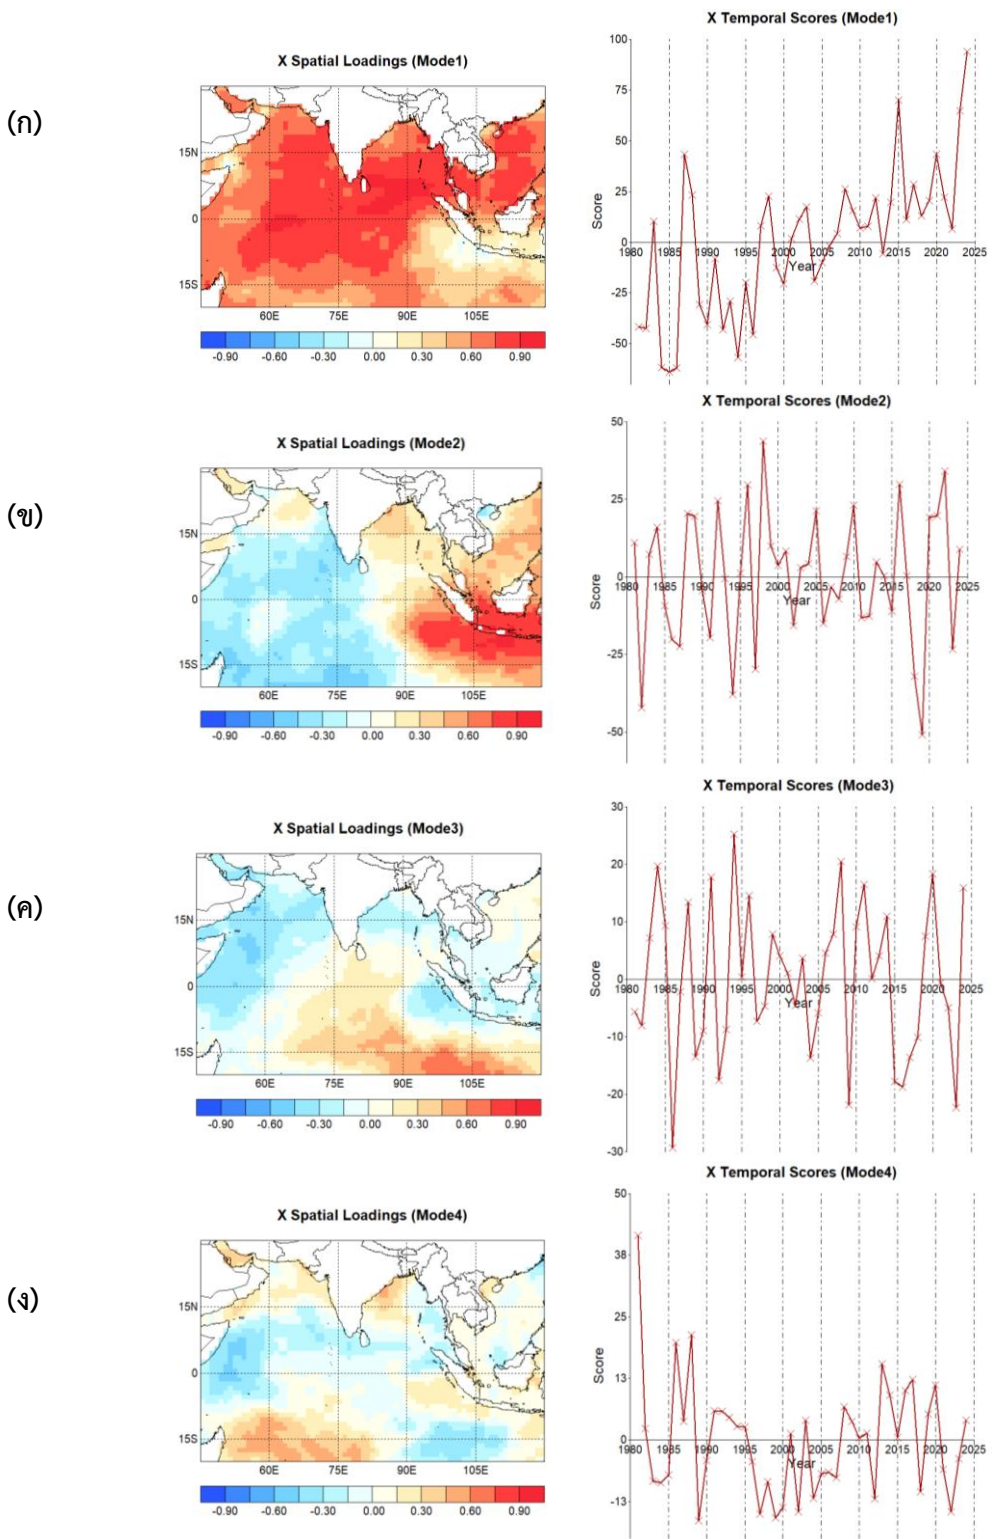 (ก)
X Spatial Loadings (Mode1)
15N
0
15S
60E 75E 90E 105E
-0.90 -0.60 -0.30 0.00 0.30 0.60 0.90
X Temporal Scores (Mode1)
100
75
50
25
0
-25
-50
Score
1980 1985 1990 1995 2000 2005 2010 2015 2020 2025
Year
(ข)
X Spatial Loadings (Mode2)
15N
0
15S
60E 75E 90E 105E
-0.90 -0.60 -0.30 0.00 0.30 0.60 0.90
X Temporal Scores (Mode2)
50
25
0
-25
-50
Score
1980 1985 1990 1995 2000 2005 2010 2015 2020 2025
Year
(ค)
X Spatial Loadings (Mode3)
15N
0
15S
60E 75E 90E 105E
-0.90 -0.60 -0.30 0.00 0.30 0.60 0.90
X Temporal Scores (Mode3)
30
20
10
0
-10
-20
-30
Score
1980 1985 1990 1995 2000 2005 2010 2015 2020 2025
Year
(ง)
X Spatial Loadings (Mode4)
15N
0
15S
60E 75E 90E 105E
-0.90 -0.60 -0.30 0.00 0.30 0.60 0.90
X Temporal Scores (Mode4)
50
38
25
13
0
-13
Score
1980 1985 1990 1995 2000 2005 2010 2015 2020 2025
Year